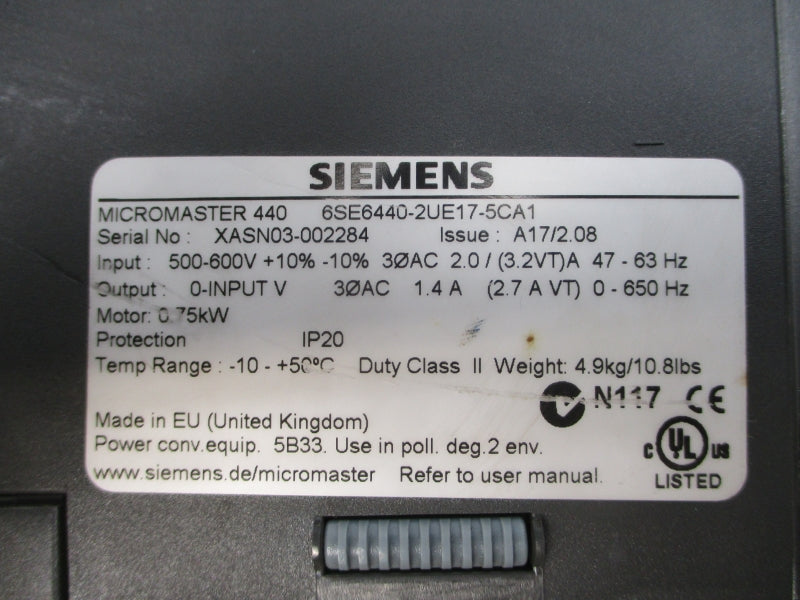 SIEMENS
MICROMASTER 440 6SE6440-2UE17-5CA1
Serial No : XASN03-002284 Issue : A17/2.08
Input : 500-600V +10% -10% 3ØAC 2.0 / (3.2VT)A 47 - 63 Hz
Output : 0-INPUT V 3ØAC 1.4 A (2.7 A VT) 0 - 650 Hz
Motor: 0.75kW
Protection IP20
Temp Range : -10 - +50ºC Duty Class II Weight: 4.9kg/10.8lbs
N117 CE
Made in EU (United Kingdom)
Power conv.equip. 5B33. Use in poll. deg.2 env.
C UL US
www.siemens.de/micromaster Refer to user manual.
LISTED